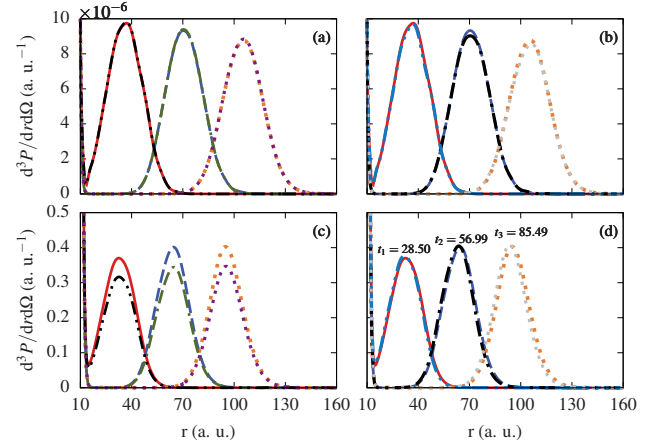 ×10⁻⁶
10
8
6
4
2
0
d³P/drdΩ (a. u.⁻¹)
(a)
(b)
0.5
0.4
0.3
0.2
0.1
0
d³P/drdΩ (a. u.⁻¹)
(c)
(d)
t₁ = 28.50
t₂ = 56.99
t₃ = 85.49
10 40 70 100 130 160
10 40 70 100 130 160
r (a. u.)
r (a. u.)